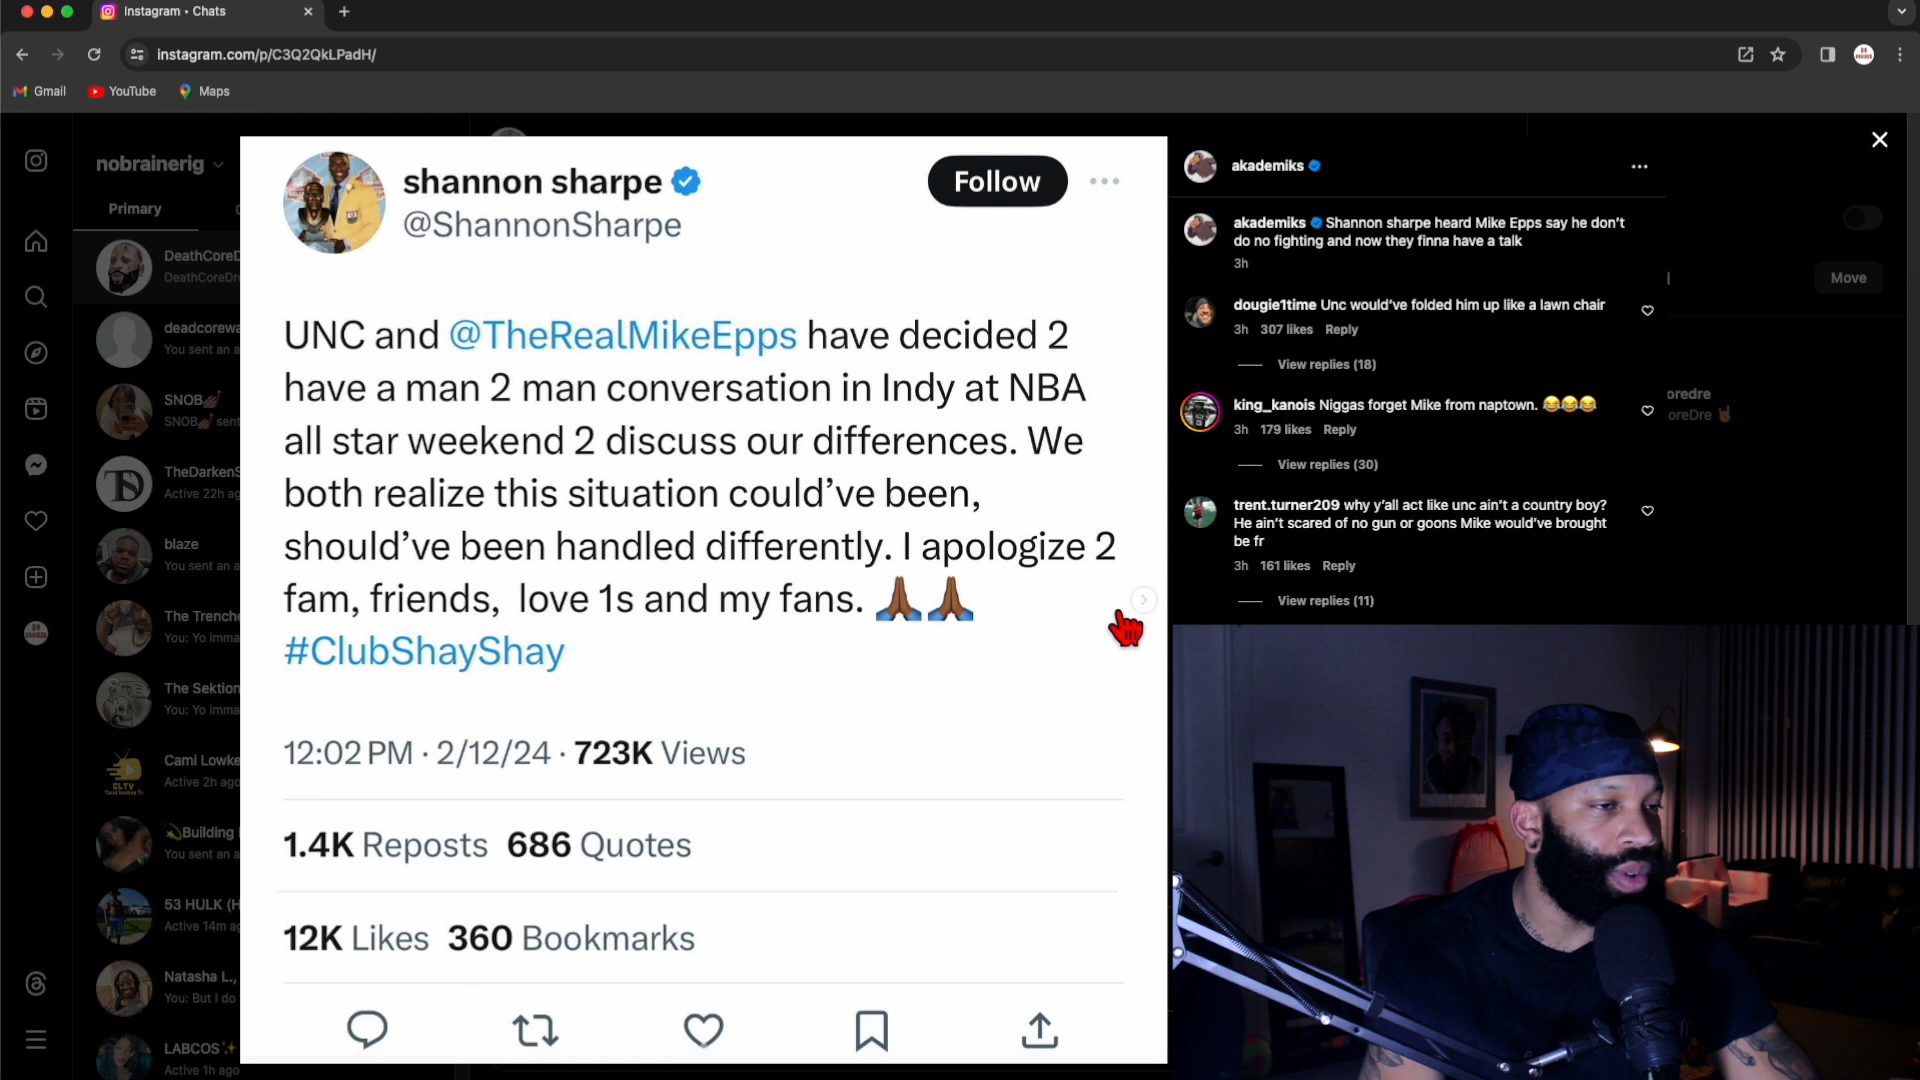 Instagram • Chats
instagram.com/p/C3Q2QkLPadH/
Gmail
YouTube
Maps
nobrainerig
Primary
DeathCoreD
DeathCoreDr
deadcorewa
You sent an a
SNOB
SNOB sent
TheDarkenS
Active 22h ag
blaze
You sent an a
The Trenche
You: Yo imma
The Sektion
You: Yo imma
Cami Lowke
Active 2h ago
Building
You sent an a
53 HULK (H
Active 14m a
Natasha L.,
You: But I do
LABCOS✨
Active 1h ago
shannon sharpe
@ShannonSharpe
Follow
UNC and @TheRealMikeEpps have decided 2
have a man 2 man conversation in Indy at NBA
all star weekend 2 discuss our differences. We
both realize this situation could’ve been,
should’ve been handled differently. I apologize 2
fam, friends,  love 1s and my fans. 🙏🏾🙏🏾
#ClubShayShay
12:02 PM · 2/12/24 · 723K Views
1.4K Reposts 686 Quotes
12K Likes 360 Bookmarks
akademiks
akademiks Shannon sharpe heard Mike Epps say he don’t
do no fighting and now they finna have a talk
3h
dougie1time Unc would’ve folded him up like a lawn chair
3h 307 likes Reply
View replies (18)
king_kanois Niggas forget Mike from naptown. 😂😂😂
3h 179 likes Reply
View replies (30)
trent.turner209 why y’all act like unc ain’t a country boy?
He ain’t scared of no gun or goons Mike would’ve brought
be fr
3h 161 likes Reply
View replies (11)
Move
oredre
oreDre 🤘